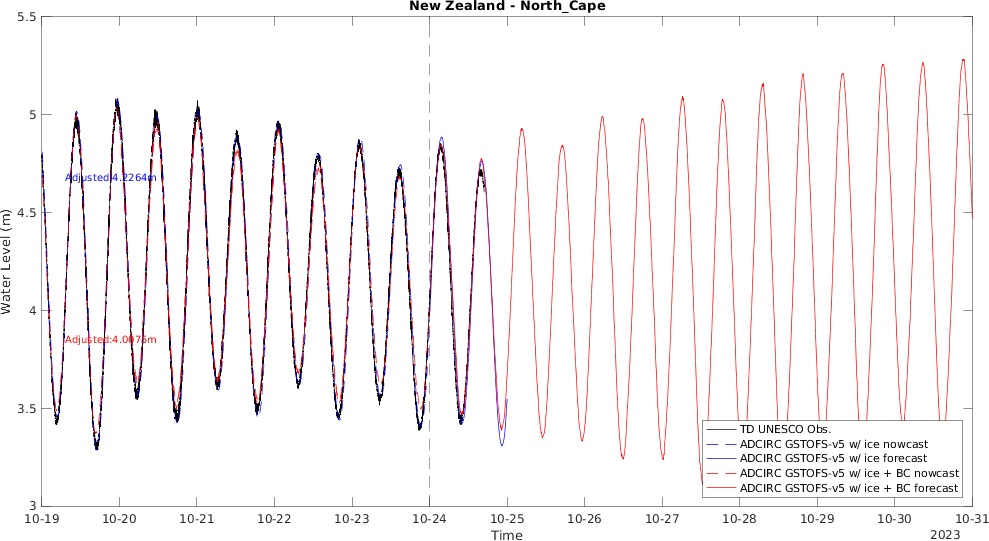 New Zealand - North_Cape
5.5
5
4.5
4
3.5
3
Water Level (m)
Adjusted:4.2264m
Adjusted:4.0075m
TD UNESCO Obs.
ADCIRC GSTOFS-v5 w/ ice nowcast
ADCIRC GSTOFS-v5 w/ ice forecast
ADCIRC GSTOFS-v5 w/ ice + BC nowcast
ADCIRC GSTOFS-v5 w/ ice + BC forecast
10-19 10-20 10-21 10-22 10-23 10-24 10-25 10-26 10-27 10-28 10-29 10-30 10-31
Time
2023